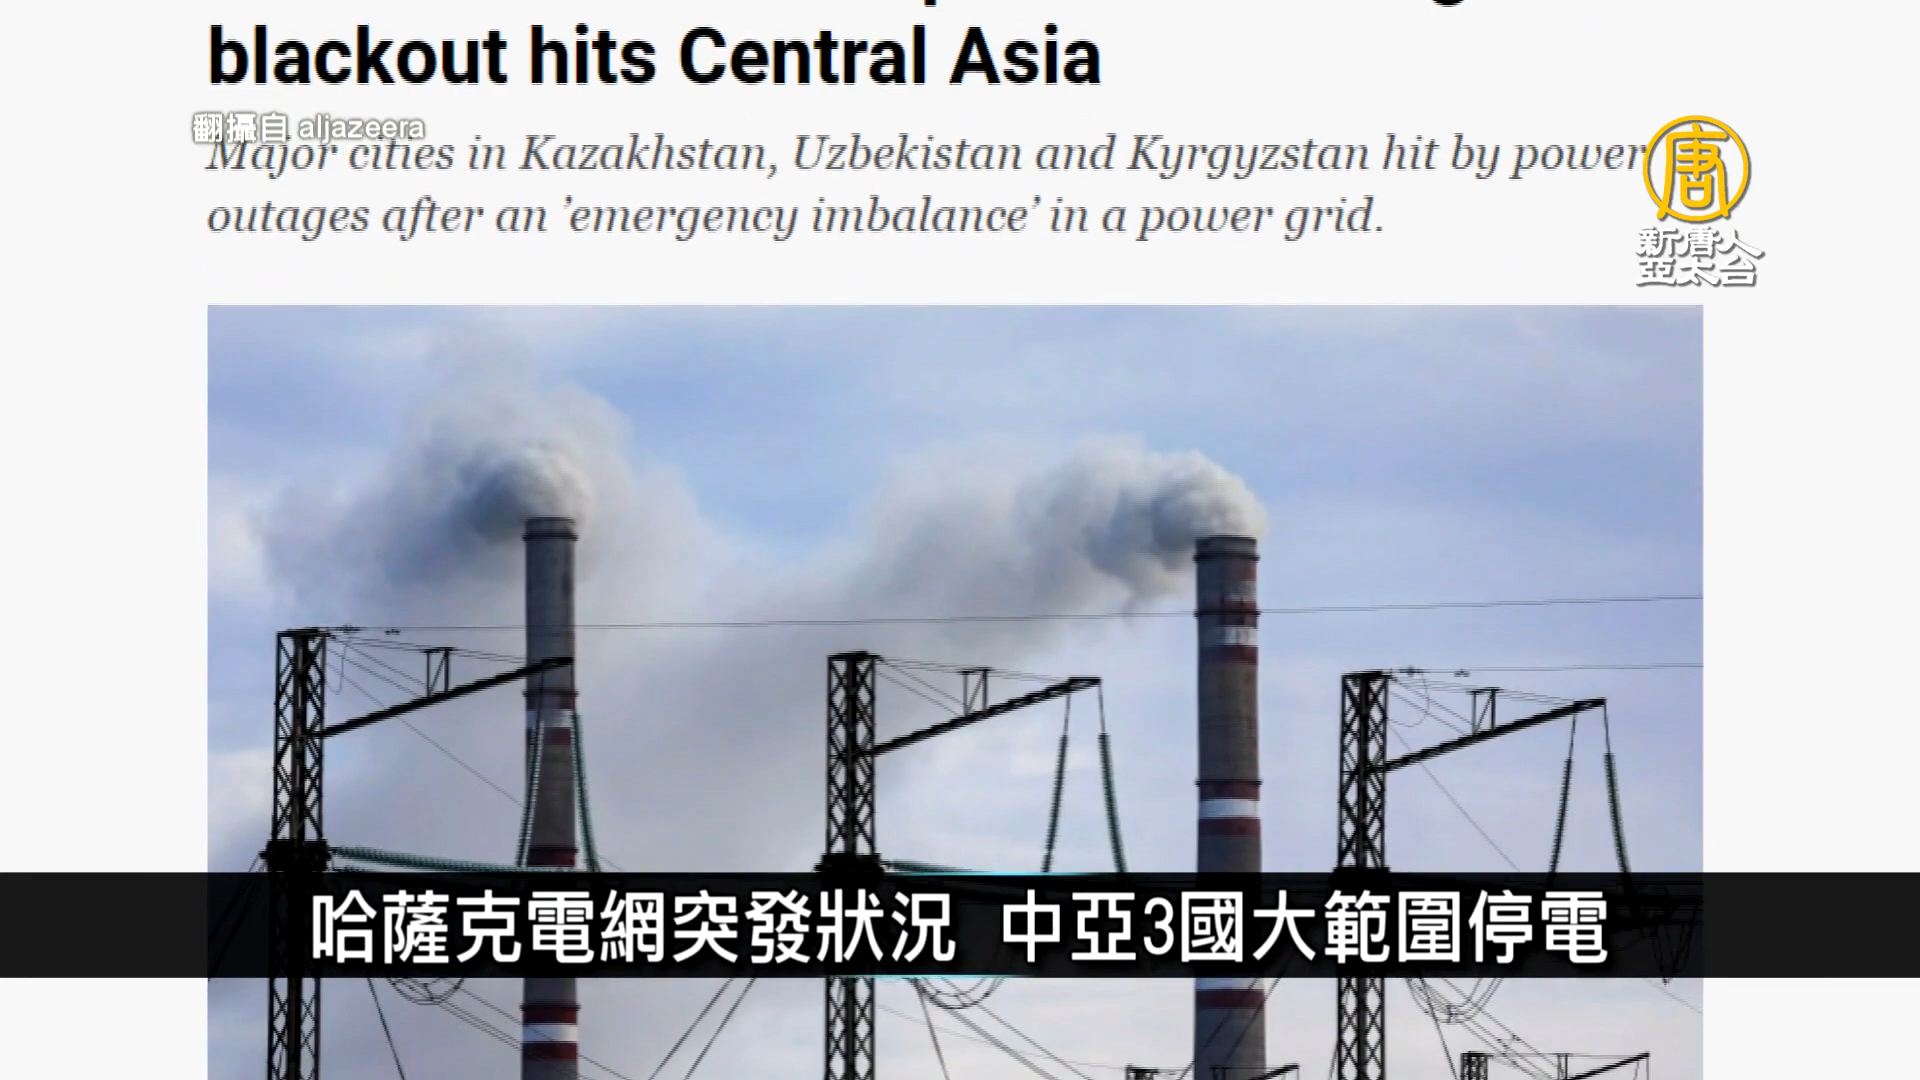 blackout hits Central Asia
翻攝自 aljazeera
Major cities in Kazakhstan, Uzbekistan and Kyrgyzstan hit by power
outages after an ’emergency imbalance’ in a power grid.
唐
新唐人
亞太台
哈薩克電網突發狀況 中亞3國大範圍停電